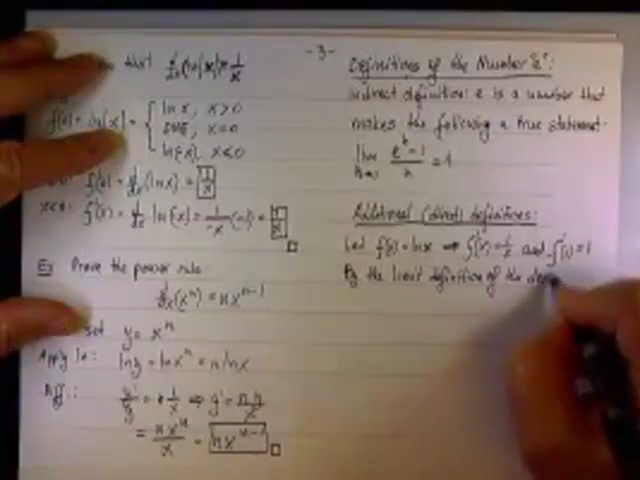 that d/dx(ln|x|) = 1/x
f(x) = ln|x| = { ln x, x>0
DNE, x=0
ln(-x), x<0
f'(x) = d/dx (ln x) = 1/x
x<0: f'(x) = d/dx ln(-x) = 1/-x (-1) = 1/x □
Ex Prove the power rule
d/dx(x^n) = nx^(n-1)
set y = x^n
Apply ln: ln y = ln x^n = n ln x
Diff.: y'/y = n 1/x ⇒ y' = n y/x
= n x^n/x = nx^(n-1) □
- 3 -
Definitions of the Number "e":
Indirect definition: e is a number that
makes the following a true statement:
lim h→0 (e^h - 1)/h = 1
Additional (direct) definitions:
Let f(x) = ln x ⇒ f'(x) = 1/x and f'(1) = 1
By the limit definition of the